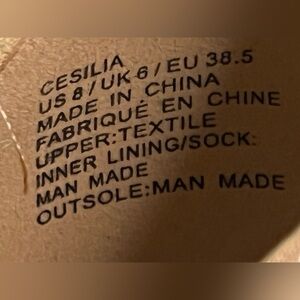 CESILIA
US 8/UK 6/EU 38.5
MADE IN CHINA
FABRIQUÉ EN CHINE
UPPER:TEXTILE
INNER LINING/SOCK:
MAN MADE
OUTSOLE:MAN MADE